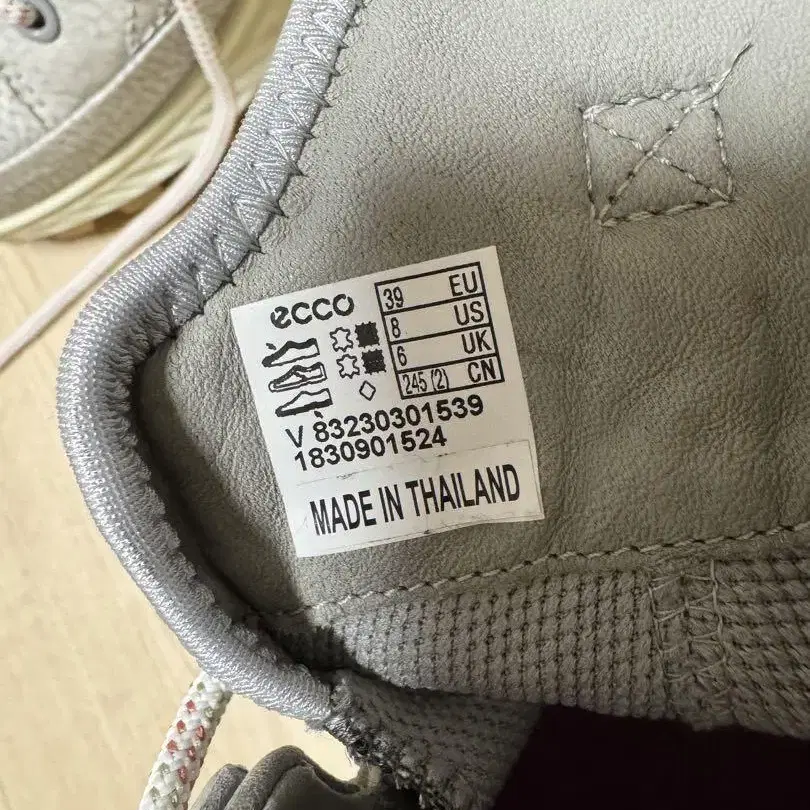 ecco
39 EU
8 US
6 UK
245 (2) CN
V 83230301539
1830901524
MADE IN THAILAND